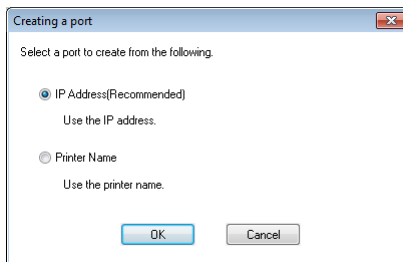 Creating a port
Select a port to create from the following.
IP Address(Recommended)
Use the IP address.
Printer Name
Use the printer name.
OK
Cancel